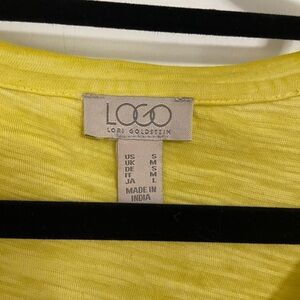 LOGO
LORI GOLDSTEIN
US S
UK M
DE S
IT M
JA L
MADE IN
INDIA